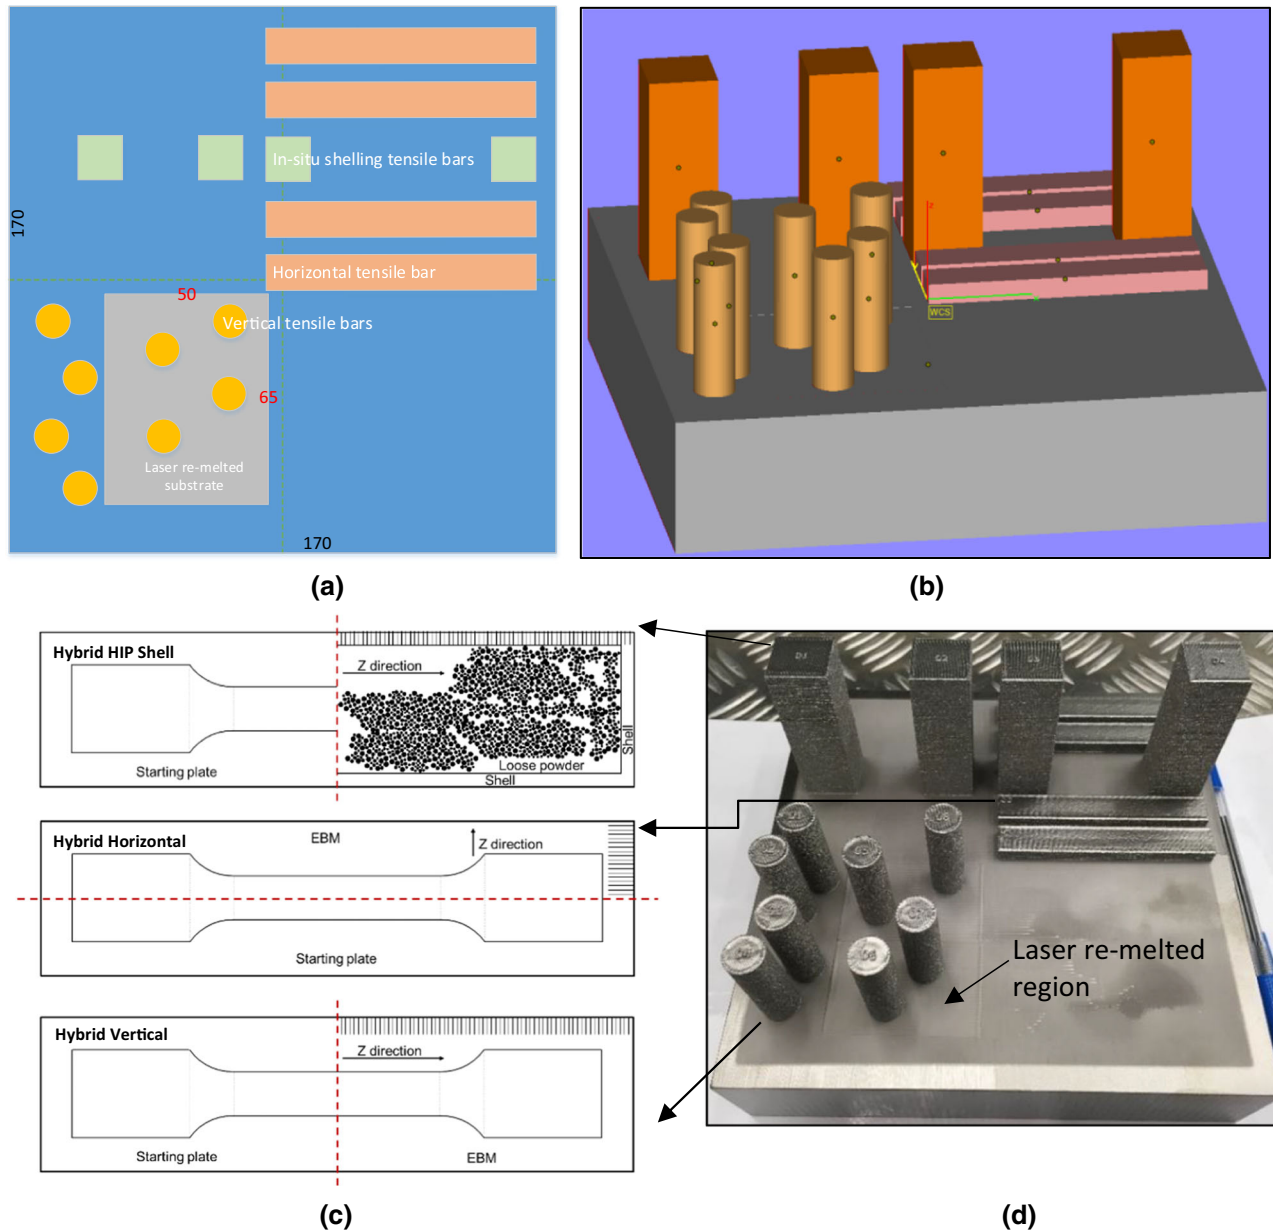 In-situ shelling tensile bars
170
Horizontal tensile bar
50
Vertical tensile bars
65
Laser re-melted
substrate
170
(a)
z
WCS
(b)
Hybrid HIP Shell
Z direction
Shell
Loose powder
Shell
Starting plate
Hybrid Horizontal
EBM
Z direction
Starting plate
Hybrid Vertical
Z direction
Starting plate
EBM
(c)
Laser re-melted
region
(d)